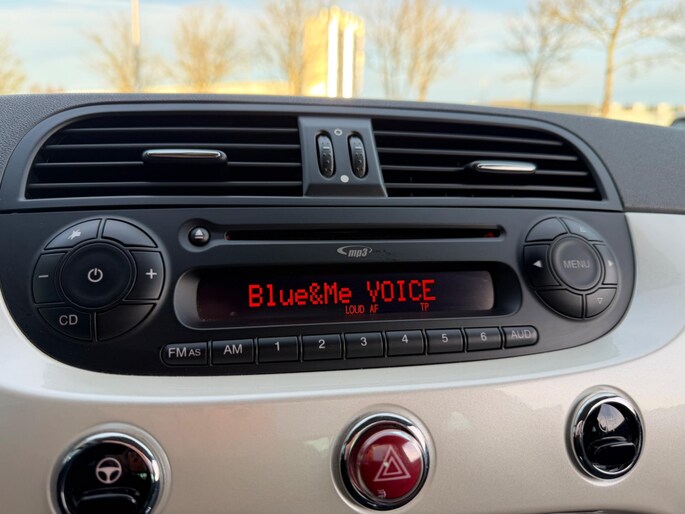 mp3
Blue&Me VOICE
LOUD AF TP
MENU
− +
CD
FM AS AM 1 2 3 4 5 6 AUD